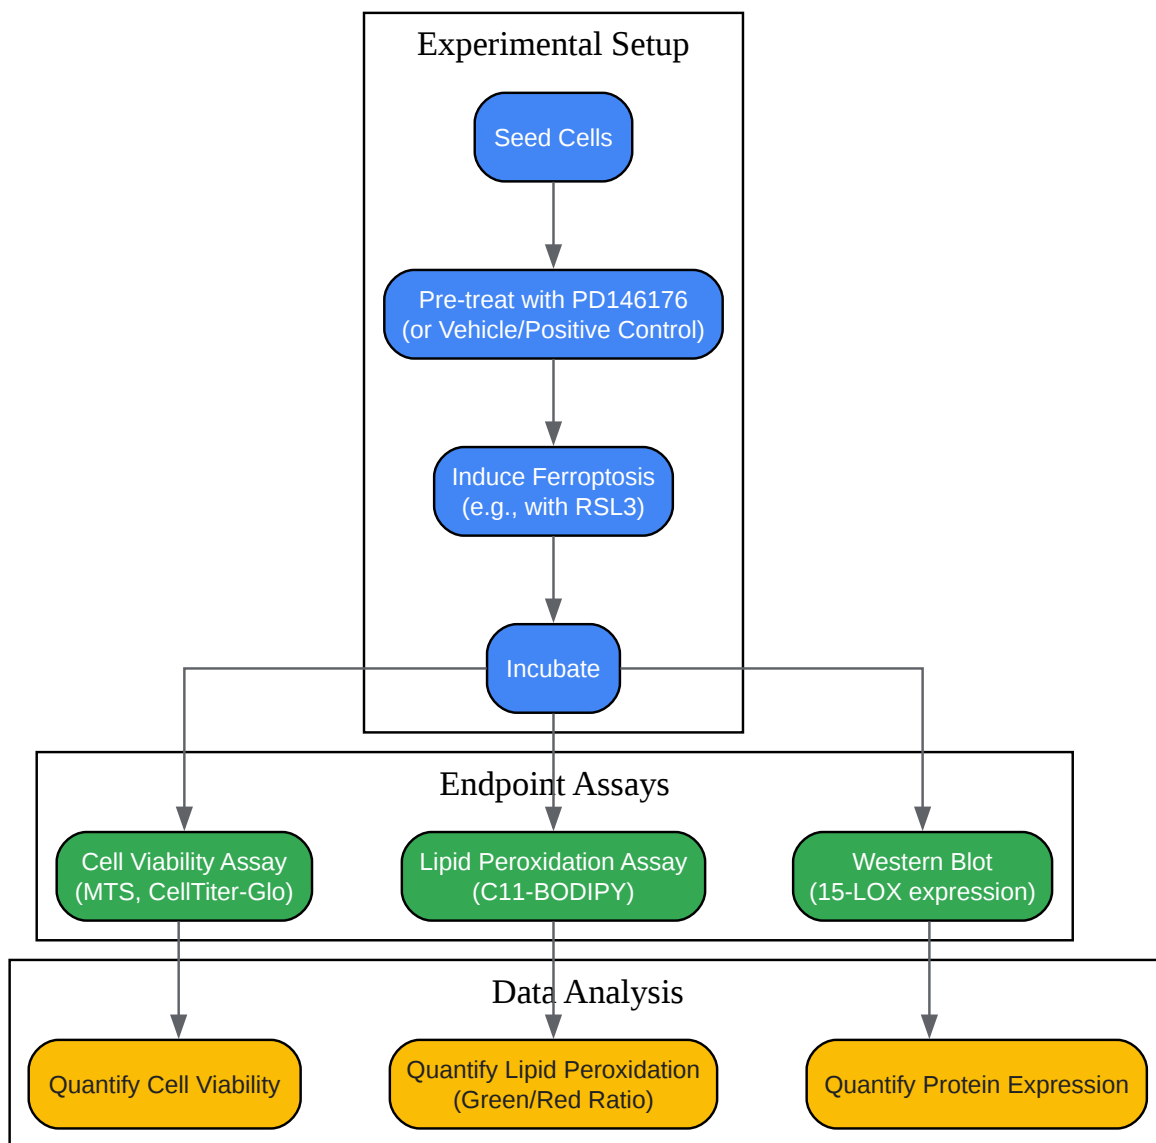 Experimental Setup
Seed Cells
Pre-treat with PD146176
(or Vehicle/Positive Control)
Induce Ferroptosis
(e.g., with RSL3)
Incubate
Endpoint Assays
Cell Viability Assay
(MTS, CellTiter-Glo)
Lipid Peroxidation Assay
(C11-BODIPY)
Western Blot
(15-LOX expression)
Data Analysis
Quantify Cell Viability
Quantify Lipid Peroxidation
(Green/Red Ratio)
Quantify Protein Expression